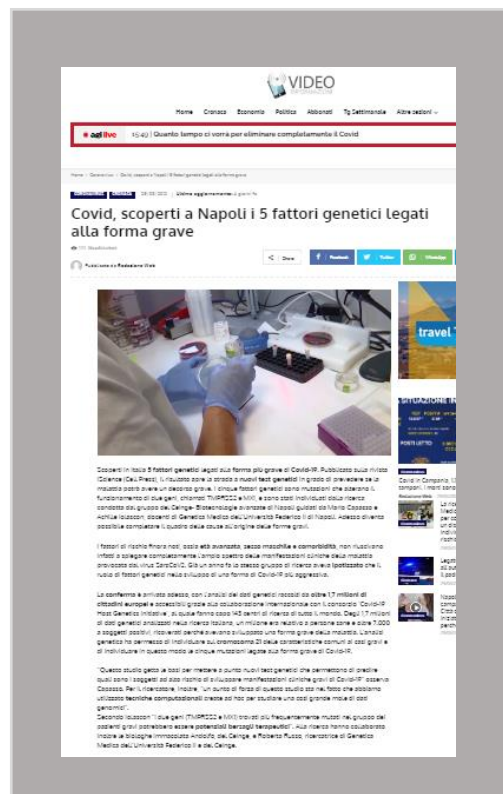 VIDEO
INFORMAZIONI
Home Cronaca Economia Politica Abbonati Tg Settimanale Altre sezioni
agi live 15:49 | Quanto tempo ci vorrà per eliminare completamente il Covid
Covid, scoperti a Napoli i 5 fattori genetici legati
alla forma grave
Pubblicato da Redazione Web
Share Facebook Twitter WhatsApp
travel
SITUAZIONE IN
POSTI LETTO
Scoperti in Italia 5 fattori genetici legati alla forma più grave di Covid-19. Pubblicato sulla rivista
iScience (Cell Press), il risultato apre la strada a nuovi test genetici in grado di prevedere se la
malattia potrà avere un decorso grave. I cinque fattori genetici sono mutazioni che alterano il
funzionamento di due geni, chiamati TMPRSS2 e MX1, e sono stati individuati dalla ricerca
condotta dal gruppo del Ceinge-Biotecnologie avanzate di Napoli guidati da Mario Capasso e
Achille Iolascon, docenti di Genetica Medica dell'Università Federico II di Napoli. Adesso diventa
possibile completare il quadro delle cause all'origine delle forme gravi.
I fattori di rischio finora noti, ossia età avanzata, sesso maschile e comorbidità, non riuscivano
infatti a spiegare completamente l'ampio spettro di manifestazioni cliniche della malattia
provocata dal virus SarsCoV2. Già un anno fa lo stesso gruppo di ricerca aveva ipotizzato che il
ruolo di fattori genetici nello sviluppo di una forma di Covid-19 più aggressiva.
La conferma è arrivata adesso, con l'analisi dei dati genetici raccolti da oltre 1,7 milioni di
cittadini europei e accessibili grazie alla collaborazione internazionale con il consorzio 'Covid-19
Host Genetics Initiative', al quale fanno capo 143 centri di ricerca di tutto il mondo. Degli 1,7 milioni
di dati genetici analizzati nella ricerca italiana, un milione era relativo a persone sane e oltre 7.000
a soggetti positivi, ricoverati perché avevano sviluppato una forma grave della malattia. L'analisi
genetica ha permesso di individuare sul cromosoma 21 delle caratteristiche comuni ai casi gravi e
di individuare in questo modo le cinque mutazioni legate alla forma grave di Covid-19.
"Questo studio getta le basi per mettere a punto nuovi test genetici che permettono di predire
quali sono i soggetti ad alto rischio di sviluppare manifestazioni cliniche gravi di Covid-19" osserva
Capasso. Per il ricercatore, inoltre, "un punto di forza di questo studio sta nel fatto che abbiamo
utilizzato tecniche computazionali create ad hoc per studiare una così grande mole di dati
genomici".
Secondo Iolascon "i due geni (TMPRSS2 e MX1) trovati più frequentemente mutati nel gruppo dei
pazienti gravi potrebbero essere potenziali bersagli terapeutici". Alla ricerca hanno collaborato
inoltre le biologhe Immacolata Andolfo, del Ceinge, e Roberta Russo, ricercatrice di Genetica
Medica dell'Università Federico II e del Ceinge.